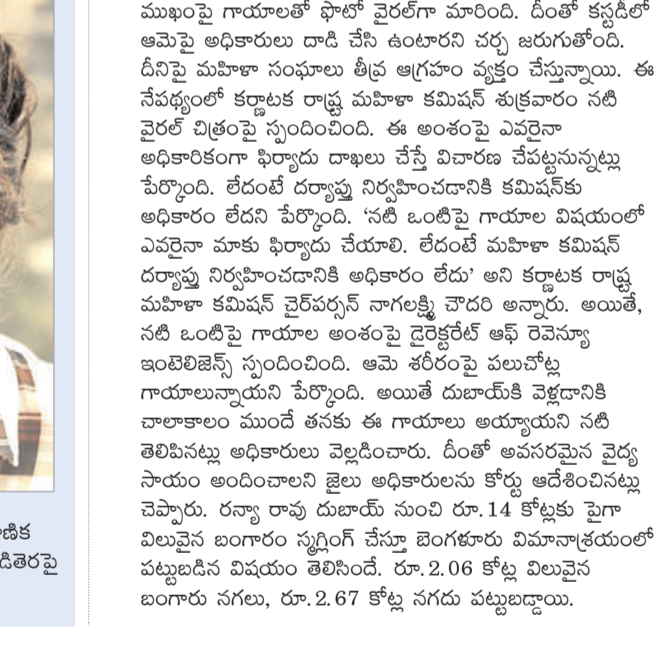 ముఖంపై గాయాలతో ఫొటో వైరల్‌గా మారింది. దీంతో కస్టడీలో
ఆమెపై అధికారులు దాడి చేసి ఉంటారని చర్చ జరుగుతోంది.
దీనిపై మహిళా సంఘాలు తీవ్ర ఆగ్రహం వ్యక్తం చేస్తున్నాయి. ఈ
నేపథ్యంలో కర్ణాటక రాష్ట్ర మహిళా కమిషన్ శుక్రవారం నటి
వైరల్ చిత్రంపై స్పందించింది. ఈ అంశంపై ఎవరైనా
అధికారికంగా ఫిర్యాదు దాఖలు చేస్తే విచారణ చేపట్టనున్నట్లు
పేర్కొంది. లేదంటే దర్యాప్తు నిర్వహించడానికి కమిషన్‌కు
అధికారం లేదని పేర్కొంది. ‘నటి ఒంటిపై గాయాల విషయంలో
ఎవరైనా మాకు ఫిర్యాదు చేయాలి. లేదంటే మహిళా కమిషన్
దర్యాప్తు నిర్వహించడానికి అధికారం లేదు’ అని కర్ణాటక రాష్ట్ర
మహిళా కమిషన్ చైర్‌పర్సన్ నాగలక్ష్మి చౌదరి అన్నారు. అయితే,
నటి ఒంటిపై గాయాల అంశంపై డైరెక్టరేట్ ఆఫ్ రెవెన్యూ
ఇంటెలిజెన్స్ స్పందించింది. ఆమె శరీరంపై పలుచోట్ల
గాయాలున్నాయని పేర్కొంది. అయితే దుబాయ్‌కి వెళ్లడానికి
చాలాకాలం ముందే తనకు ఈ గాయాలు అయ్యాయని నటి
తెలిపినట్లు అధికారులు వెల్లడించారు. దీంతో అవసరమైన వైద్య
సాయం అందించాలని జైలు అధికారులను కోర్టు ఆదేశించినట్లు
చెప్పారు. రన్యా రావు దుబాయ్ నుంచి రూ.14 కోట్లకు పైగా
విలువైన బంగారం స్మగ్లింగ్ చేస్తూ బెంగళూరు విమానాశ్రయంలో
పట్టుబడిన విషయం తెలిసిందే. రూ.2.06 కోట్ల విలువైన
బంగారు నగలు, రూ.2.67 కోట్ల నగదు పట్టుబడ్డాయి.